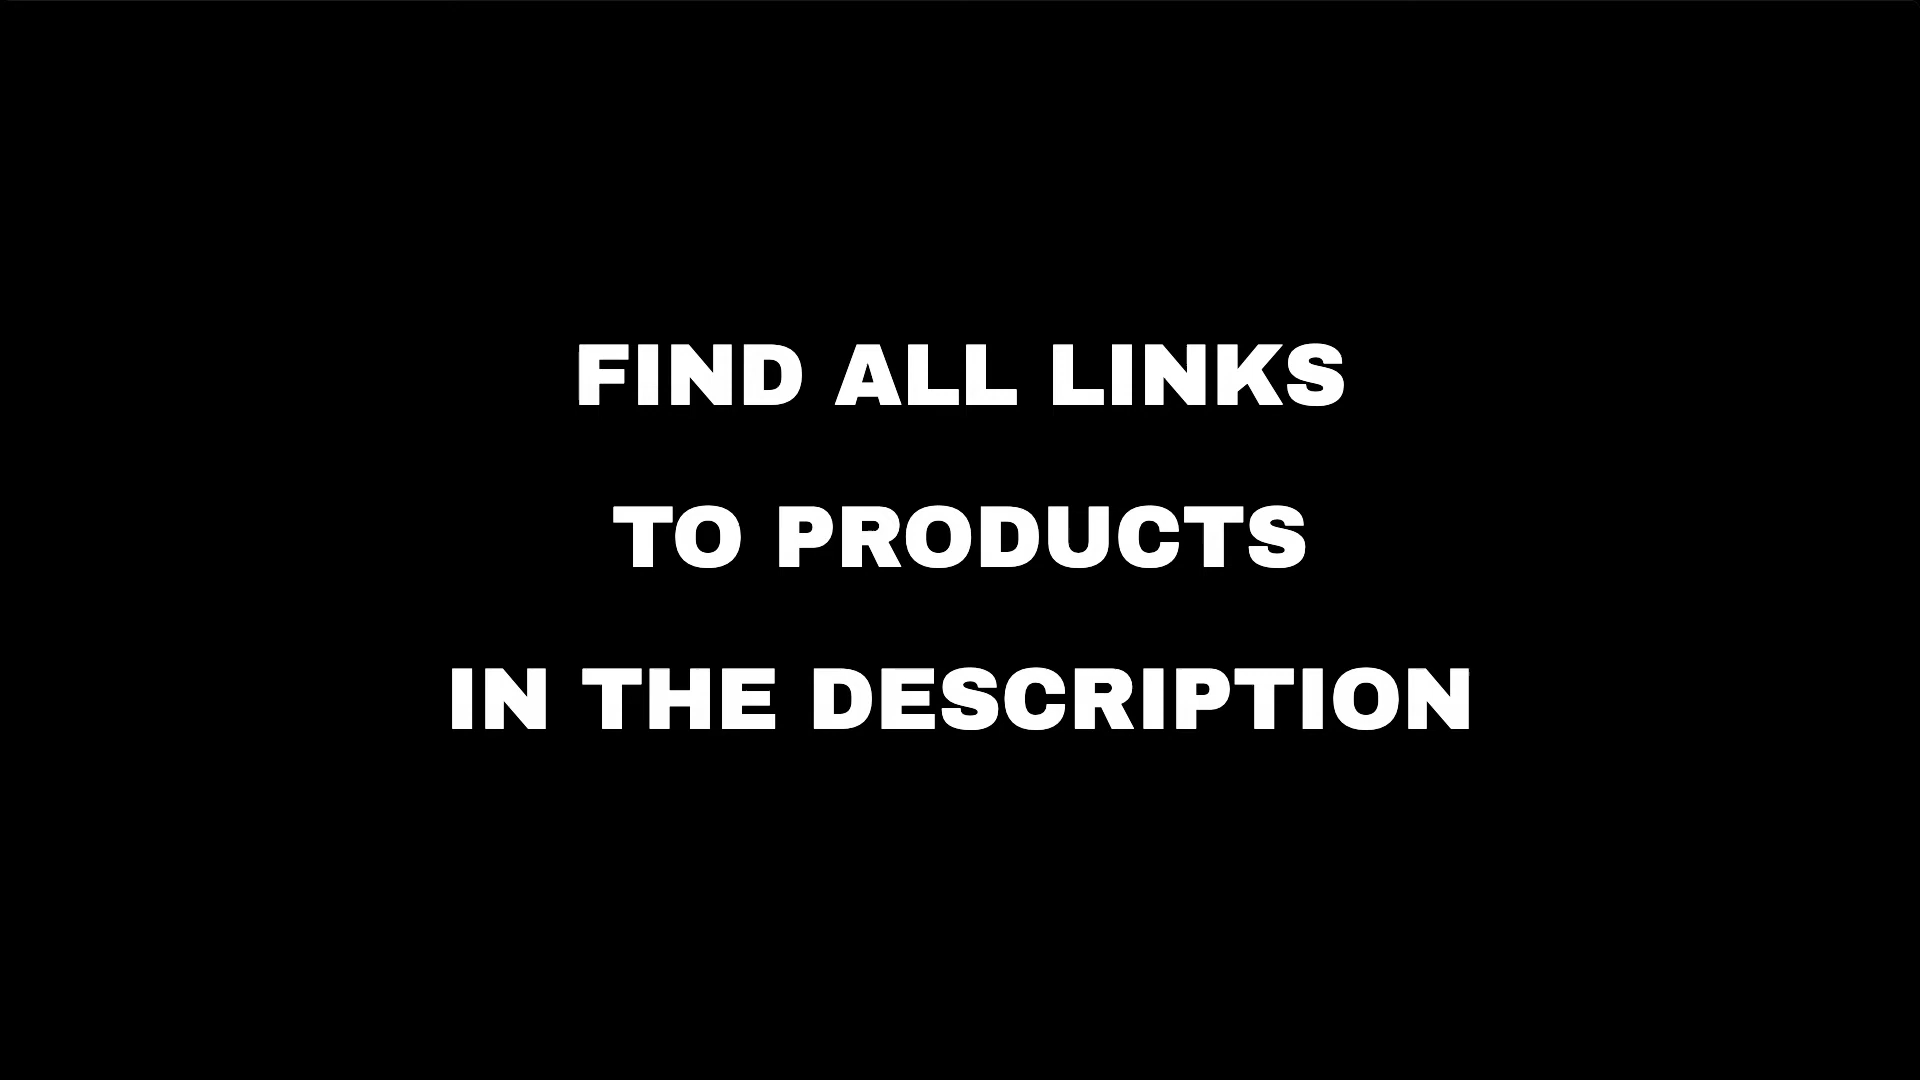 FIND ALL LINKS
TO PRODUCTS
IN THE DESCRIPTION